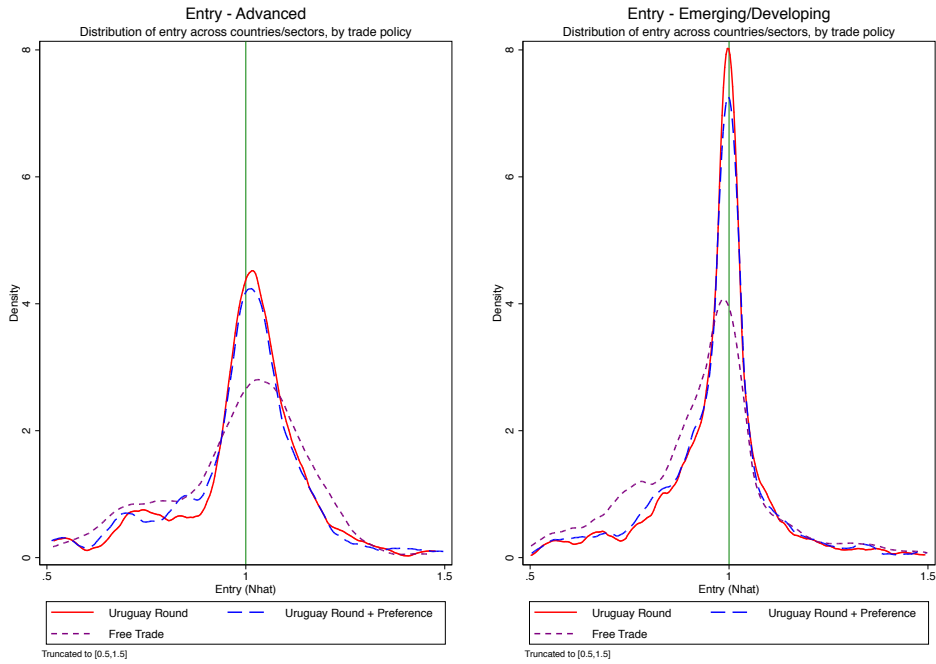 Entry - Advanced
Distribution of entry across countries/sectors, by trade policy
8
6
4
2
0
Density
.5
1
1.5
Entry (Nhat)
Uruguay Round
Uruguay Round + Preference
Free Trade
Truncated to [0.5,1.5]
Entry - Emerging/Developing
Distribution of entry across countries/sectors, by trade policy
8
6
4
2
0
Density
.5
1
1.5
Entry (Nhat)
Uruguay Round
Uruguay Round + Preference
Free Trade
Truncated to [0.5,1.5]